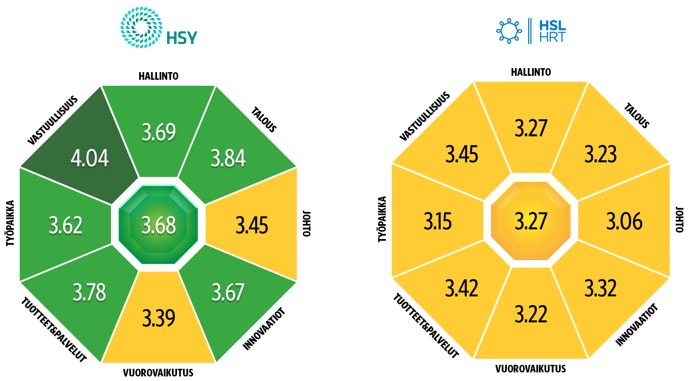 HSY
HALLINTO
VASTUULLISUUS
TALOUS
3.69
4.04
3.84
TYÖPAIKKA
3.62
3.68
3.45
JOHTO
3.78
3.67
3.39
TUOTTEET&PALVELUT
INNOVAATIOT
VUOROVAIKUTUS
HSL
HRT
HALLINTO
VASTUULLISUUS
TALOUS
3.27
3.45
3.23
TYÖPAIKKA
3.15
3.27
3.06
JOHTO
3.42
3.32
3.22
TUOTTEET&PALVELUT
INNOVAATIOT
VUOROVAIKUTUS